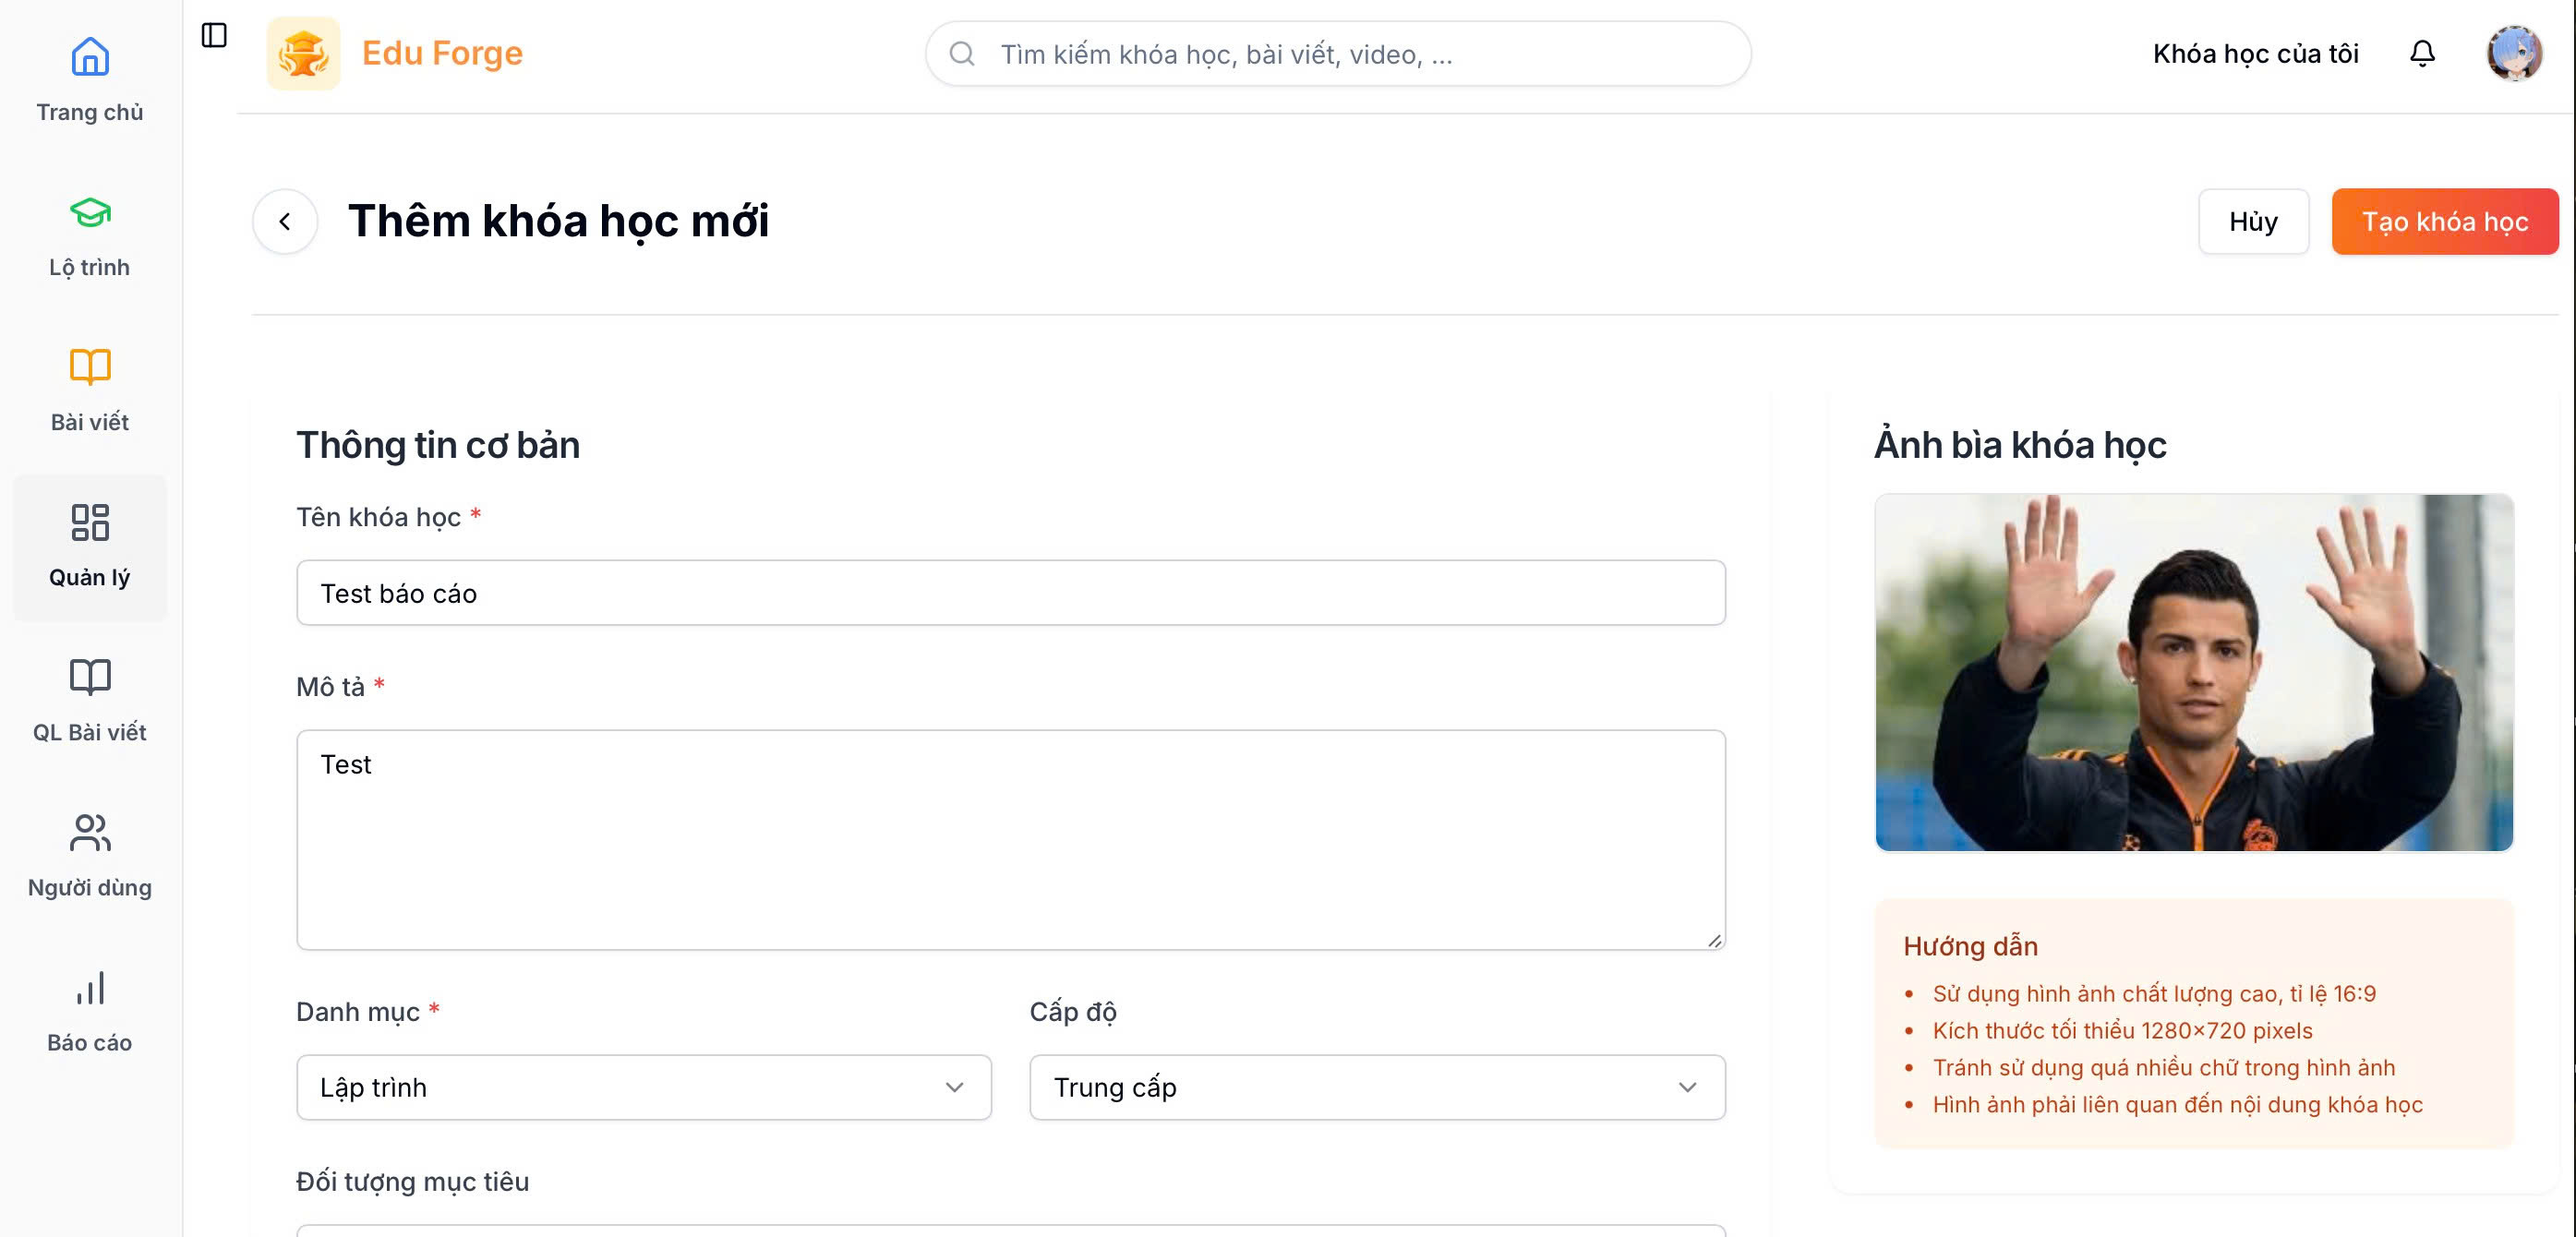 Trang chủ
Lộ trình
Bài viết
Quản lý
QL Bài viết
Người dùng
Báo cáo
Edu Forge
Tìm kiếm khóa học, bài viết, video, ...
Khóa học của tôi
Thêm khóa học mới
Hủy
Tạo khóa học
Thông tin cơ bản
Tên khóa học *
Test báo cáo
Mô tả *
Test
Danh mục *
Cấp độ
Lập trình
Trung cấp
Đối tượng mục tiêu
Ảnh bìa khóa học
Hướng dẫn
• Sử dụng hình ảnh chất lượng cao, tỉ lệ 16:9
• Kích thước tối thiểu 1280x720 pixels
• Tránh sử dụng quá nhiều chữ trong hình ảnh
• Hình ảnh phải liên quan đến nội dung khóa học